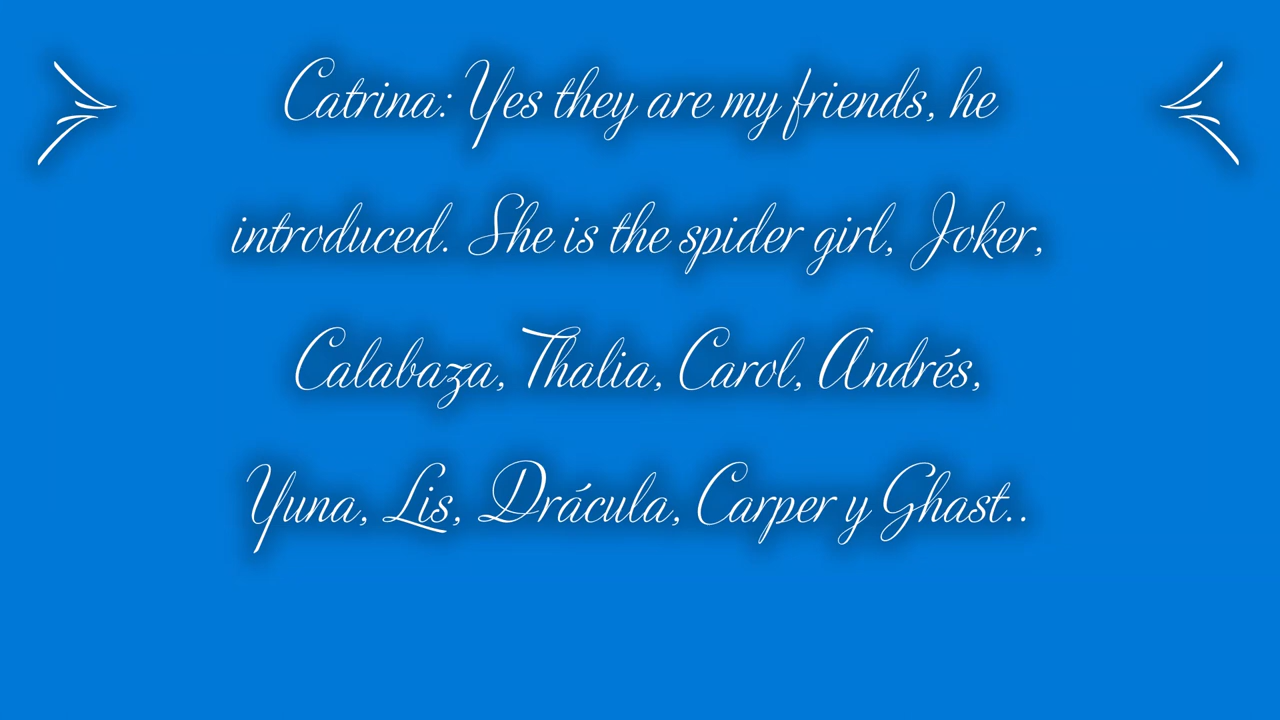 Catrina: Yes they are my friends, he
introduced. She is the spider girl, Joker,
Calabaza, Thalia, Carol, Andrés,
Yuna, Lis, Drácula, Carper y Ghast..